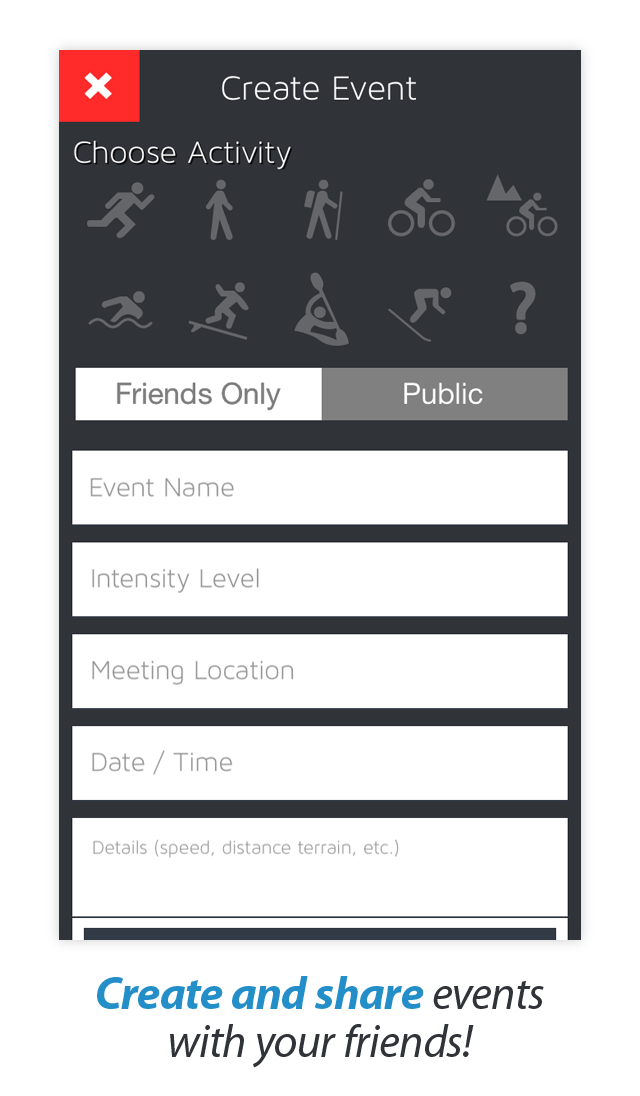 Create Event
Choose Activity
?
Friends Only
Public
Event Name
Intensity Level
Meeting Location
Date / Time
Details (speed, distance terrain, etc.)
Create and share events
with your friends!